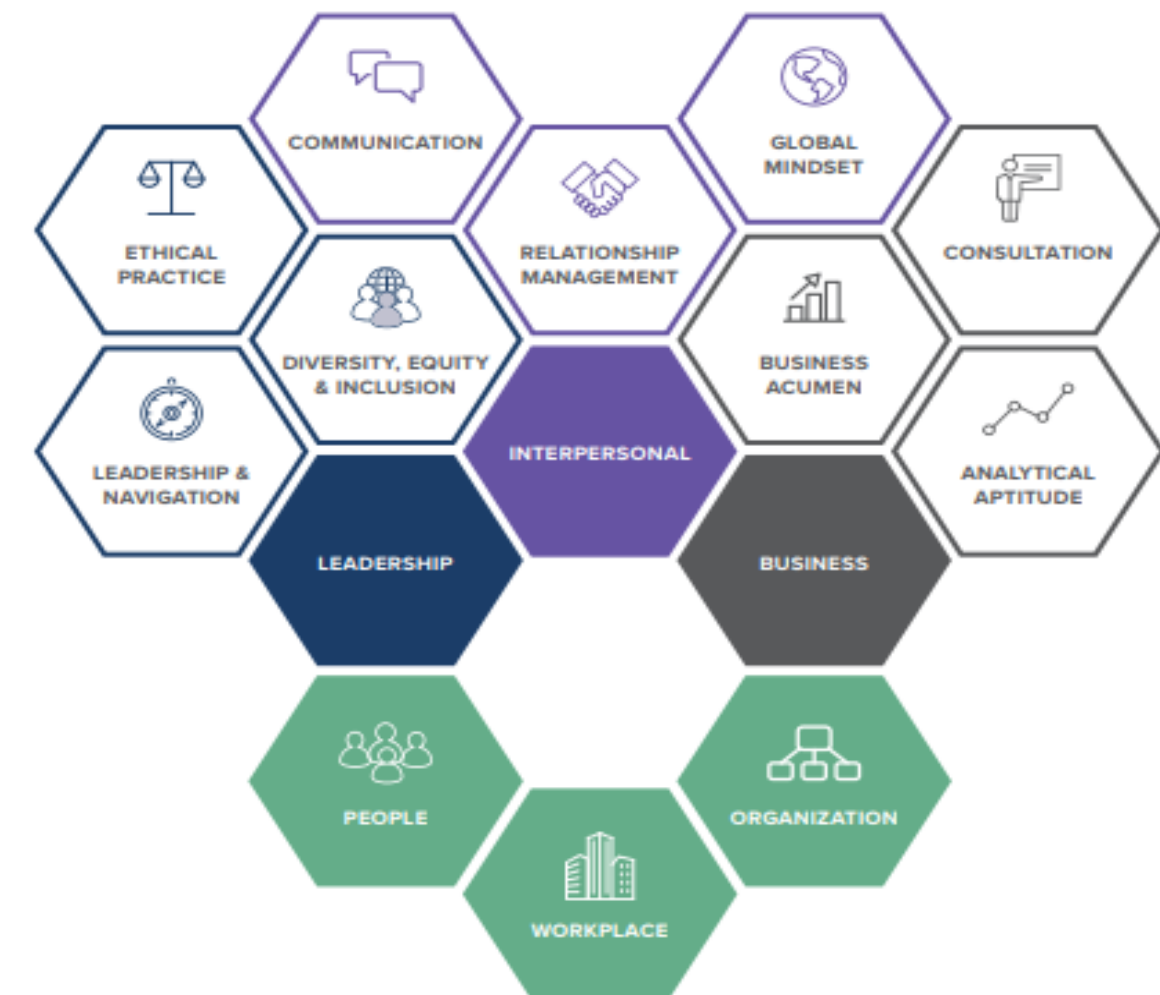 COMMUNICATION
GLOBAL
MINDSET
ETHICAL
PRACTICE
RELATIONSHIP
MANAGEMENT
CONSULTATION
DIVERSITY, EQUITY
& INCLUSION
BUSINESS
ACUMEN
LEADERSHIP &
NAVIGATION
INTERPERSONAL
ANALYTICAL
APTITUDE
LEADERSHIP
BUSINESS
PEOPLE
ORGANIZATION
WORKPLACE